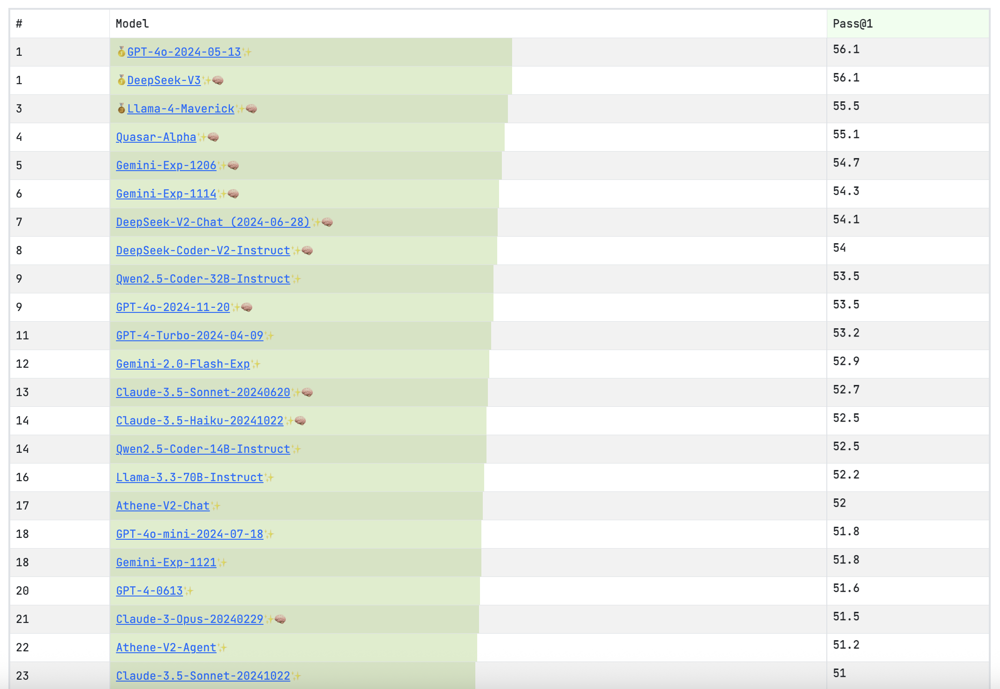 # Model Pass@1
1 🥇GPT-4o-2024-05-13✨ 56.1
1 🥇DeepSeek-V3✨🧠 56.1
3 🥉Llama-4-Maverick✨🧠 55.5
4 Quasar-Alpha✨🧠 55.1
5 Gemini-Exp-1206✨🧠 54.7
6 Gemini-Exp-1114✨🧠 54.3
7 DeepSeek-V2-Chat (2024-06-28)✨🧠 54.1
8 DeepSeek-Coder-V2-Instruct✨🧠 54
9 Qwen2.5-Coder-32B-Instruct✨ 53.5
9 GPT-4o-2024-11-20✨🧠 53.5
11 GPT-4-Turbo-2024-04-09✨ 53.2
12 Gemini-2.0-Flash-Exp✨ 52.9
13 Claude-3.5-Sonnet-20240620✨🧠 52.7
14 Claude-3.5-Haiku-20241022✨🧠 52.5
14 Qwen2.5-Coder-14B-Instruct✨ 52.5
16 Llama-3.3-70B-Instruct✨ 52.2
17 Athene-V2-Chat✨ 52
18 GPT-4o-mini-2024-07-18✨ 51.8
18 Gemini-Exp-1121✨ 51.8
20 GPT-4-0613✨ 51.6
21 Claude-3-Opus-20240229✨🧠 51.5
22 Athene-V2-Agent✨ 51.2
23 Claude-3.5-Sonnet-20241022✨ 51